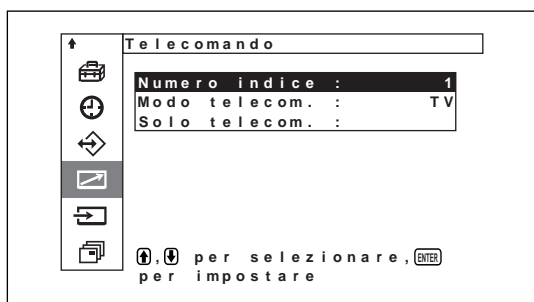 Telecomando
Numero indice : 1
Modo telecom. : TV
Solo telecom. :
, per selezionare, ENTER
per impostare